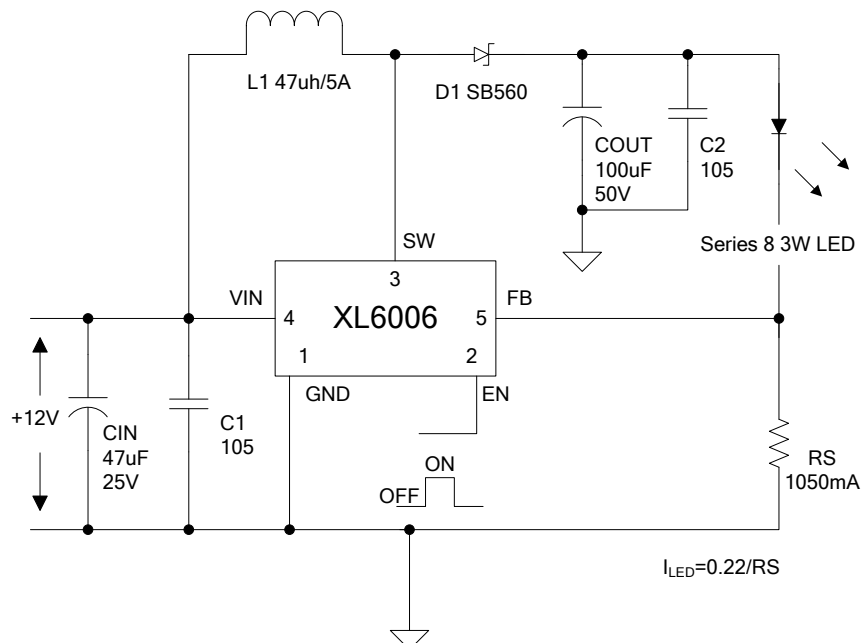 L1 47uh/5A
D1 SB560
COUT
100uF
50V
C2
105
Series 8 3W LED
SW
3
VIN
4
XL6006
5
FB
1
2
GND
EN
+12V
CIN
47uF
25V
C1
105
ON
OFF
RS
1050mA
I_LED=0.22/RS